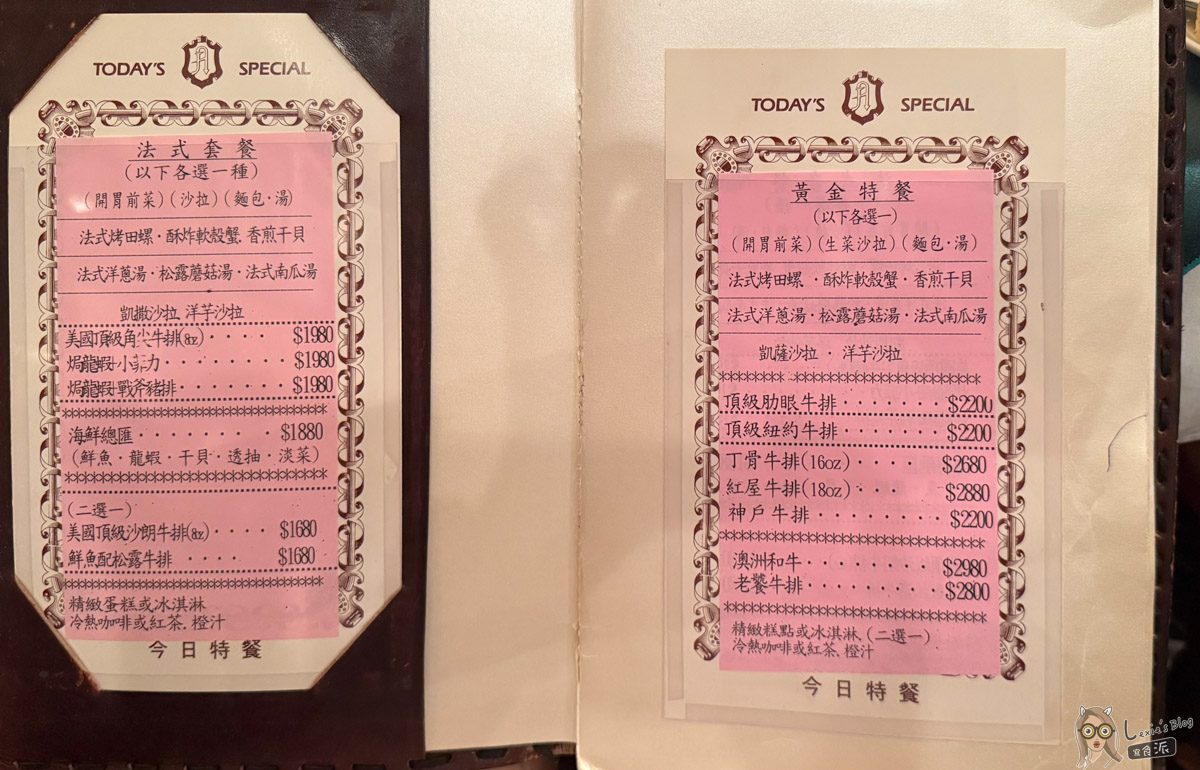 TODAY'S A SPECIAL
法式套餐
(以下各選一種)
(開胃前菜)(沙拉)(麵包·湯)
法式烤田螺·酥炸軟殼蟹 香煎干貝
法式洋蔥湯·松露蘑菇湯·法式南瓜湯
凱撒沙拉 洋芋沙拉
美國頂級角尖牛排(8oz)····$1980
焗龍蝦+小菲力·······$1980
焗龍蝦+戰斧豬排·······$1980
******************************
海鮮總匯········$1880
(鮮魚 龍蝦·干貝·透抽·淡菜)
******************************
(二選一)
美國頂級沙朗牛排(8oz)····$1680
鮮魚配松露牛排····$1680
******************************
精緻蛋糕或冰淇淋
冷熱咖啡或紅茶.橙汁
今日特餐
TODAY'S A SPECIAL
黃金特餐
(以下各選一)
(開胃前菜)(生菜沙拉)(麵包·湯)
法式烤田螺·酥炸軟殼蟹·香煎干貝
法式洋蔥湯·松露蘑菇湯·法式南瓜湯
凱薩沙拉·洋芋沙拉
******************************
頂級肋眼牛排·······$2200
頂級紐約牛排·······$2200
丁骨牛排(16oz)····$2680
紅屋牛排(18oz)···$2880
神戶牛排········$2200
******************************
澳洲和牛········$2980
老饕牛排········$2800
******************************
精緻糕點或冰淇淋.(二選一)
冷熱咖啡或紅茶.橙汁
今日特餐
Lexie's Blog
寫食派